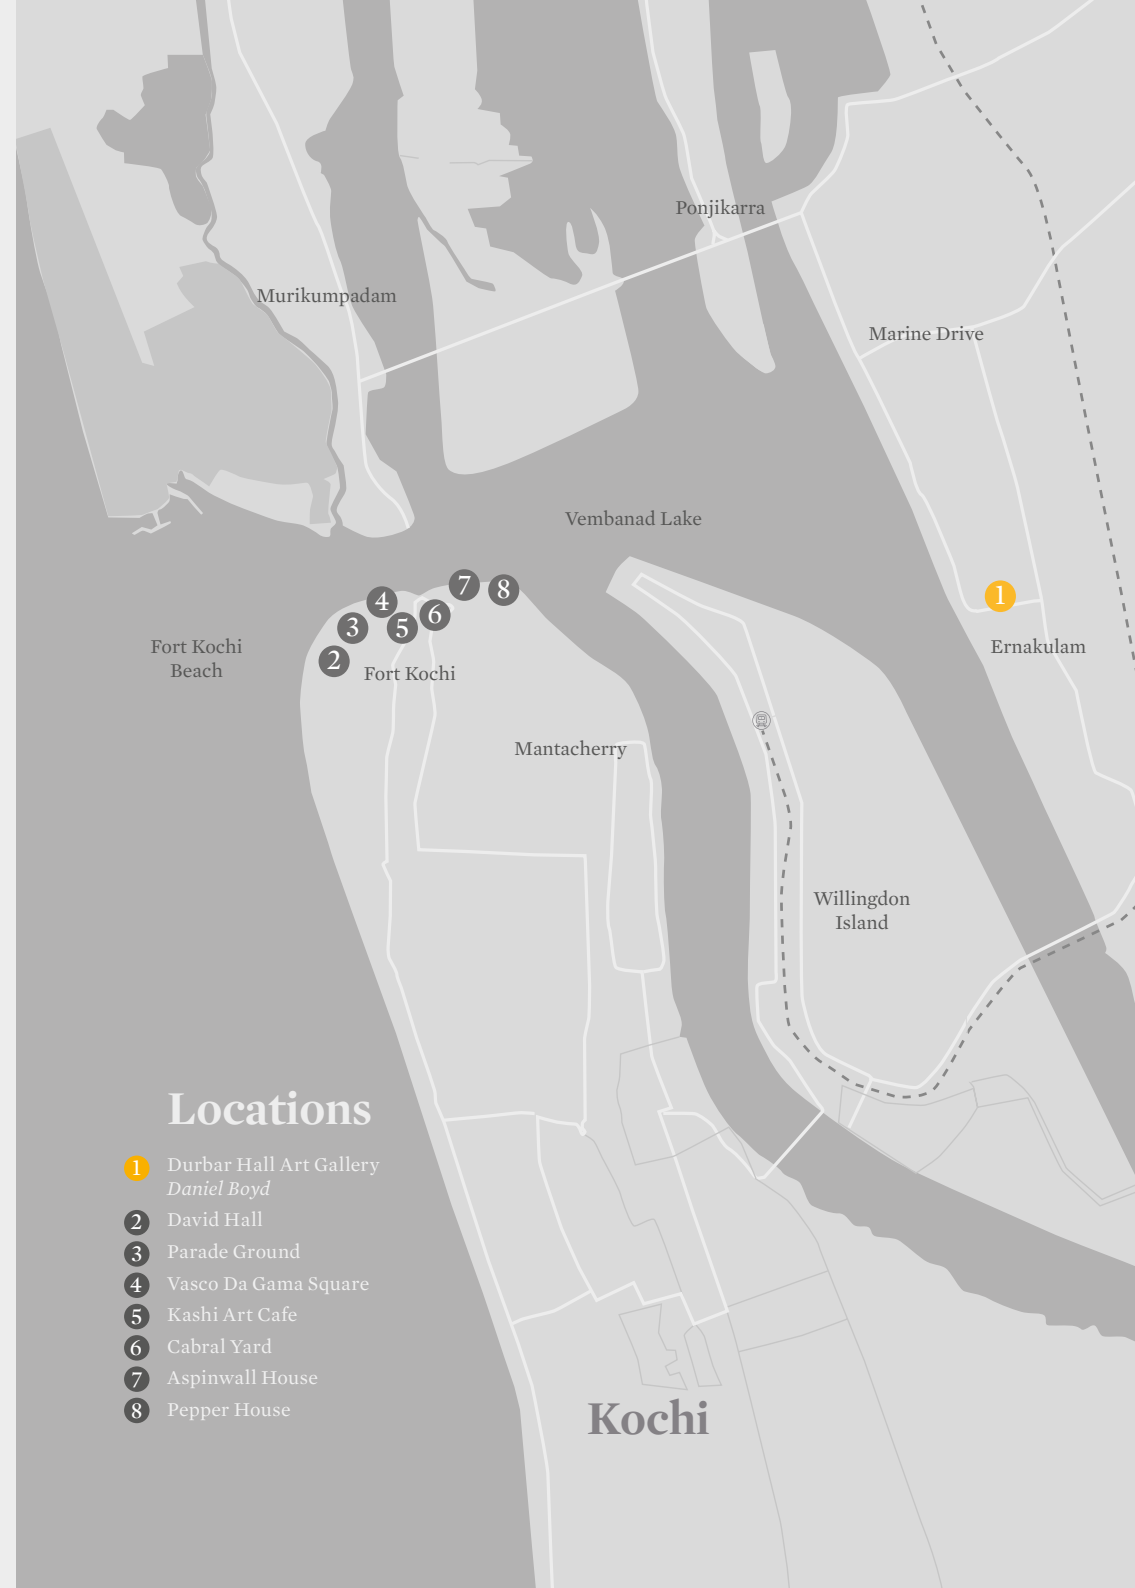 Ponjikarra
Murikumpadam
Marine Drive
Vembanad Lake
7
8
4
1
6
3
5
Fort Kochi
Beach
2
Fort Kochi
Ernakulam
Mantacherry
Willingdon
Island
Locations
1 Durbar Hall Art Gallery
Daniel Boyd
2 David Hall
3 Parade Ground
4 Vasco Da Gama Square
5 Kashi Art Cafe
6 Cabral Yard
7 Aspinwall House
8 Pepper House
Kochi